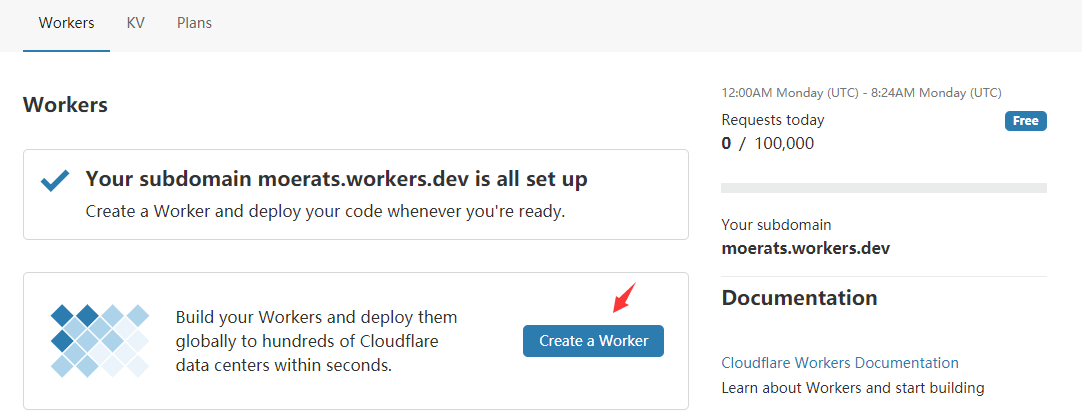 Workers KV Plans
Workers
Your subdomain moerats.workers.dev is all set up
Create a Worker and deploy your code whenever you're ready.
Build your Workers and deploy them
globally to hundreds of Cloudflare
data centers within seconds.
Create a Worker
12:00AM Monday (UTC) - 8:24AM Monday (UTC)
Requests today Free
0 / 100,000
Your subdomain
moerats.workers.dev
Documentation
Cloudflare Workers Documentation
Learn about Workers and start building